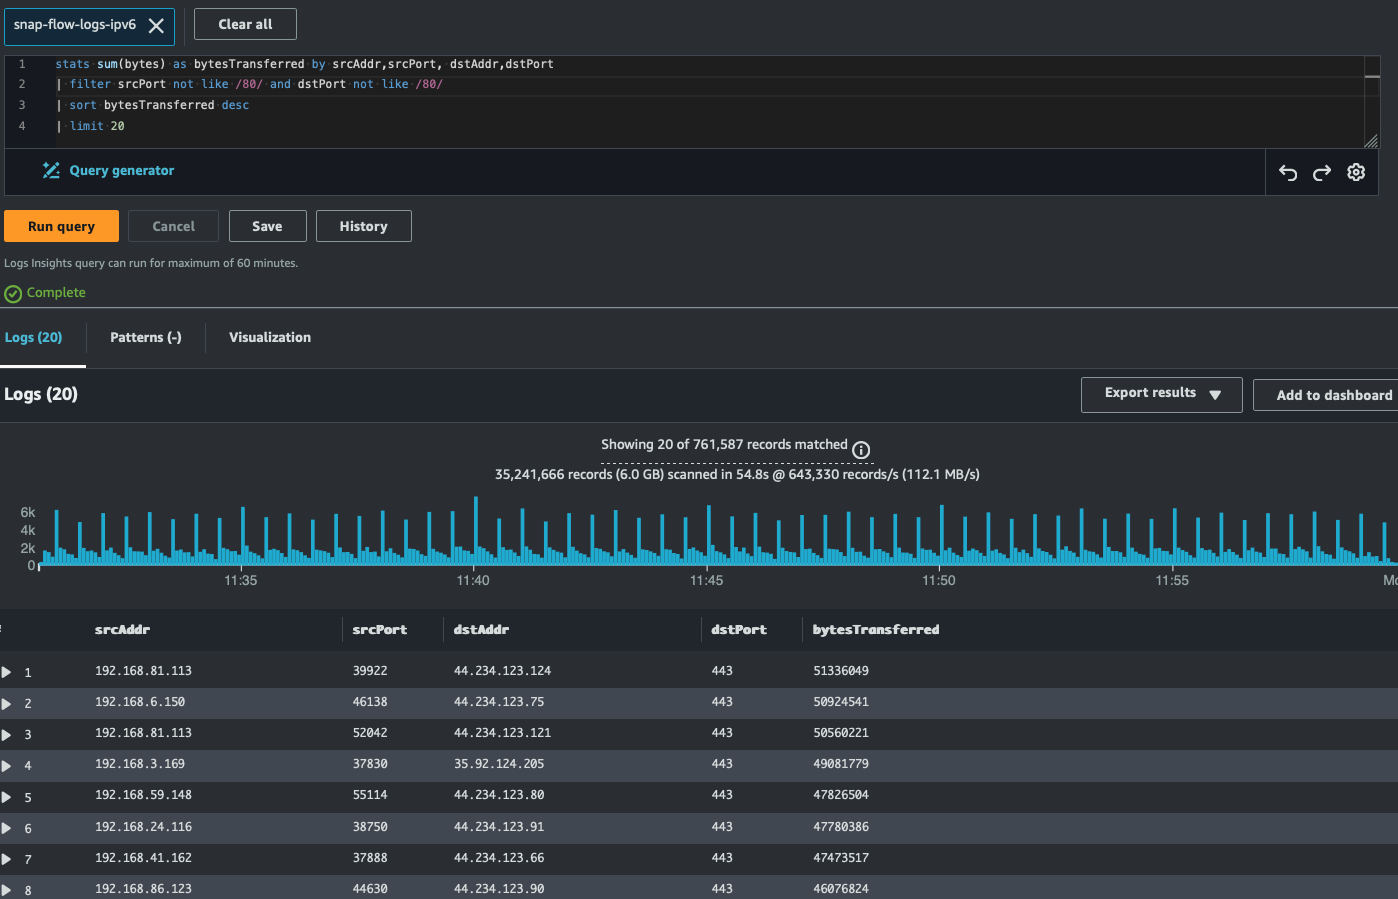 snap-flow-logs-ipv6
Clear all
1 stats sum(bytes) as bytesTransferred by srcAddr,srcPort, dstAddr,dstPort
2 | filter srcPort not like /80/ and dstPort not like /80/
3 | sort bytesTransferred desc
4 | limit 20
Query generator
Run query Cancel Save History
Logs Insights query can run for maximum of 60 minutes.
Complete
Logs (20) Patterns (-) Visualization
Logs (20)
Export results Add to dashboard
Showing 20 of 761,587 records matched
35,241,666 records (6.0 GB) scanned in 54.8s @ 643,330 records/s (112.1 MB/s)
6k
4k
2k
0
11:35 11:40 11:45 11:50 11:55
srcAddr srcPort dstAddr dstPort bytesTransferred
1 192.168.81.113 39922 44.234.123.124 443 51336049
2 192.168.6.150 46138 44.234.123.75 443 50924541
3 192.168.81.113 52042 44.234.123.121 443 50560221
4 192.168.3.169 37830 35.92.124.205 443 49081779
5 192.168.59.148 55114 44.234.123.80 443 47826504
6 192.168.24.116 38750 44.234.123.91 443 47780386
7 192.168.41.162 37888 44.234.123.66 443 47473517
8 192.168.86.123 44630 44.234.123.90 443 46076824